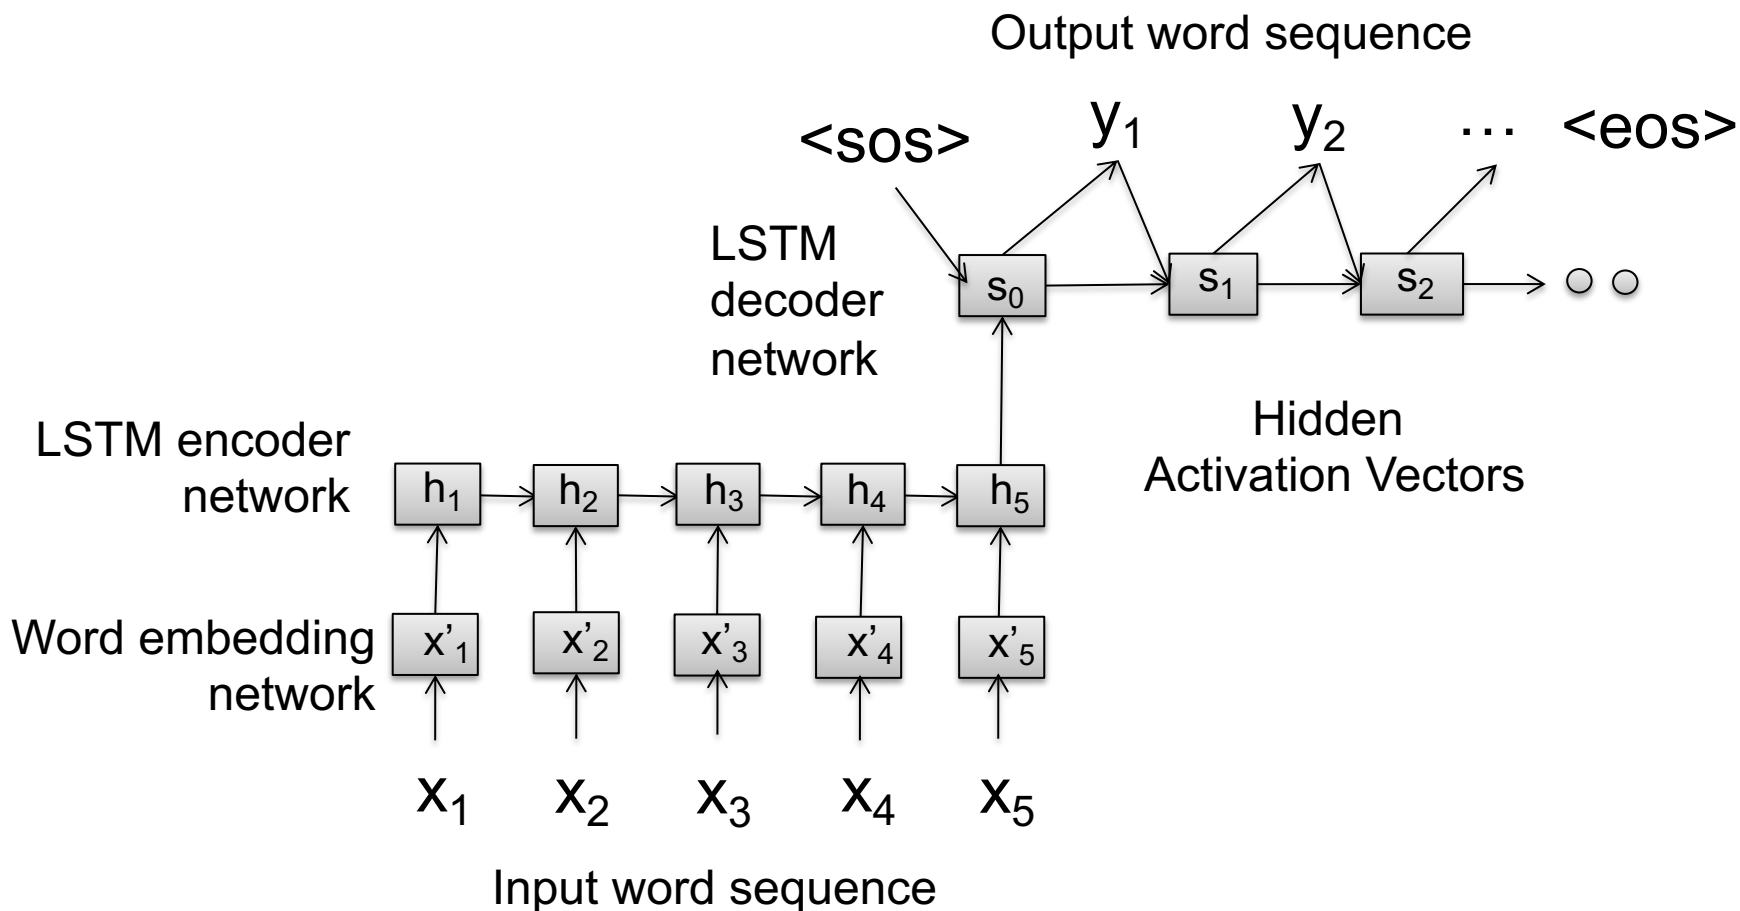 Output word sequence
<sos> y1 y2 … <eos>
LSTM
decoder
network
s0 s1 s2
Hidden
Activation Vectors
LSTM encoder
network
h1 h2 h3 h4 h5
Word embedding
network
x’1 x’2 x’3 x’4 x’5
x1 x2 x3 x4 x5
Input word sequence